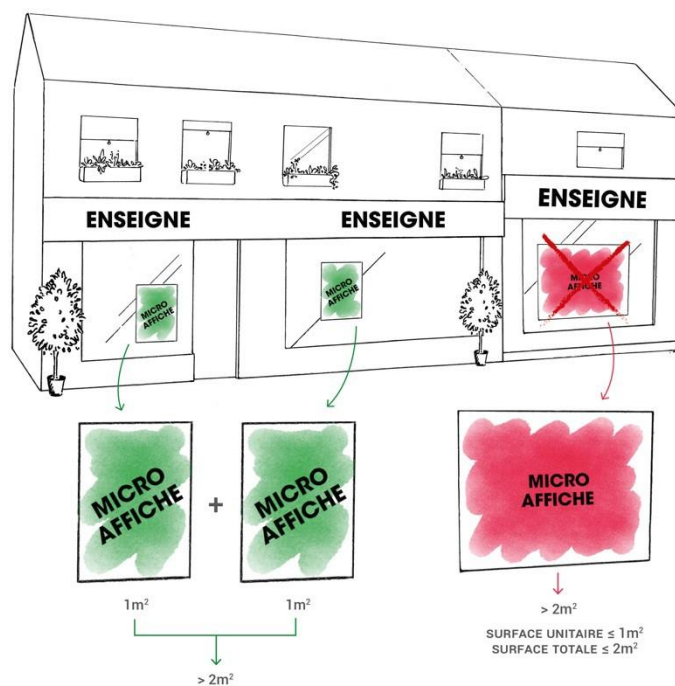 ENSEIGNE
ENSEIGNE
ENSEIGNE
MICRO
AFFICHE
MICRO
AFFICHE
MICRO
AFFICHE
MICRO
AFFICHE
+
MICRO
AFFICHE
MICRO
AFFICHE
1m²
1m²
> 2m²
> 2m²
SURFACE UNITAIRE ≤ 1m²
SURFACE TOTALE ≤ 2m²